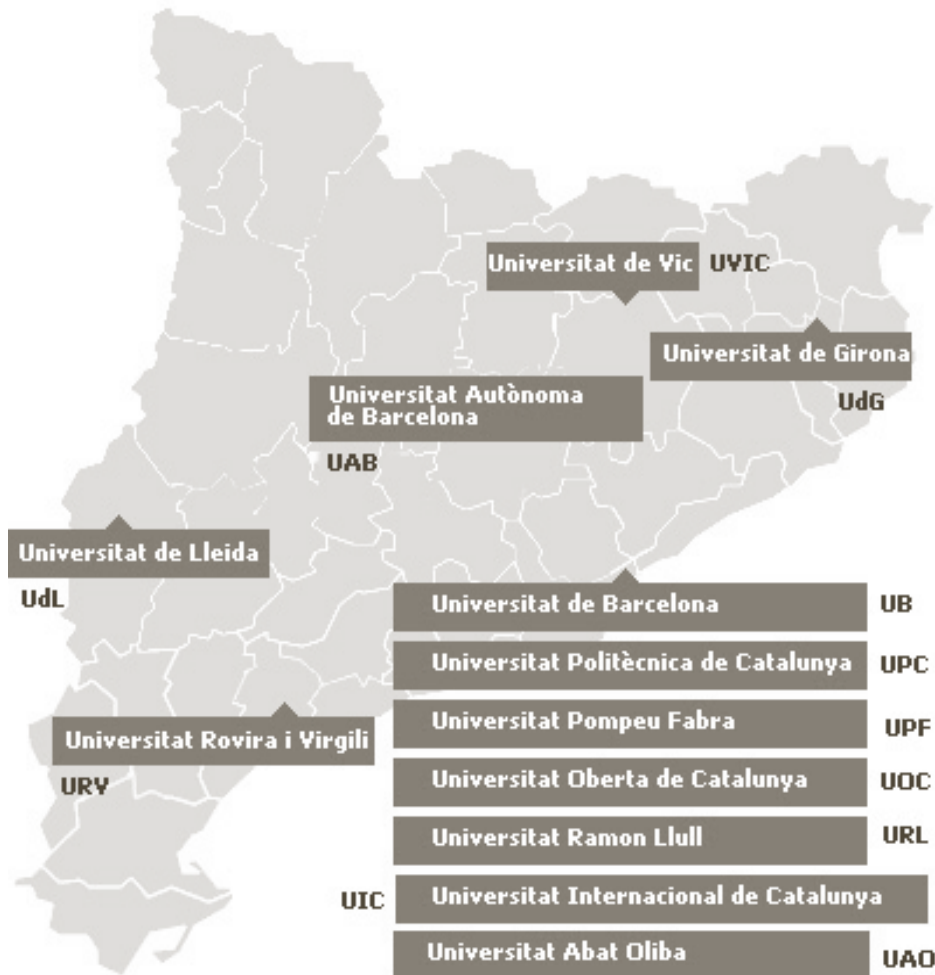 Universitat de Vic UVIC
Universitat de Girona
UdG
Universitat Autònoma
de Barcelona
UAB
Universitat de Lleida
UdL
Universitat de Barcelona UB
Universitat Politècnica de Catalunya UPC
Universitat Rovira i Virgili
URV
Universitat Pompeu Fabra UPF
Universitat Oberta de Catalunya UOC
Universitat Ramon Llull URL
UIC Universitat Internacional de Catalunya
Universitat Abat Oliba UAO